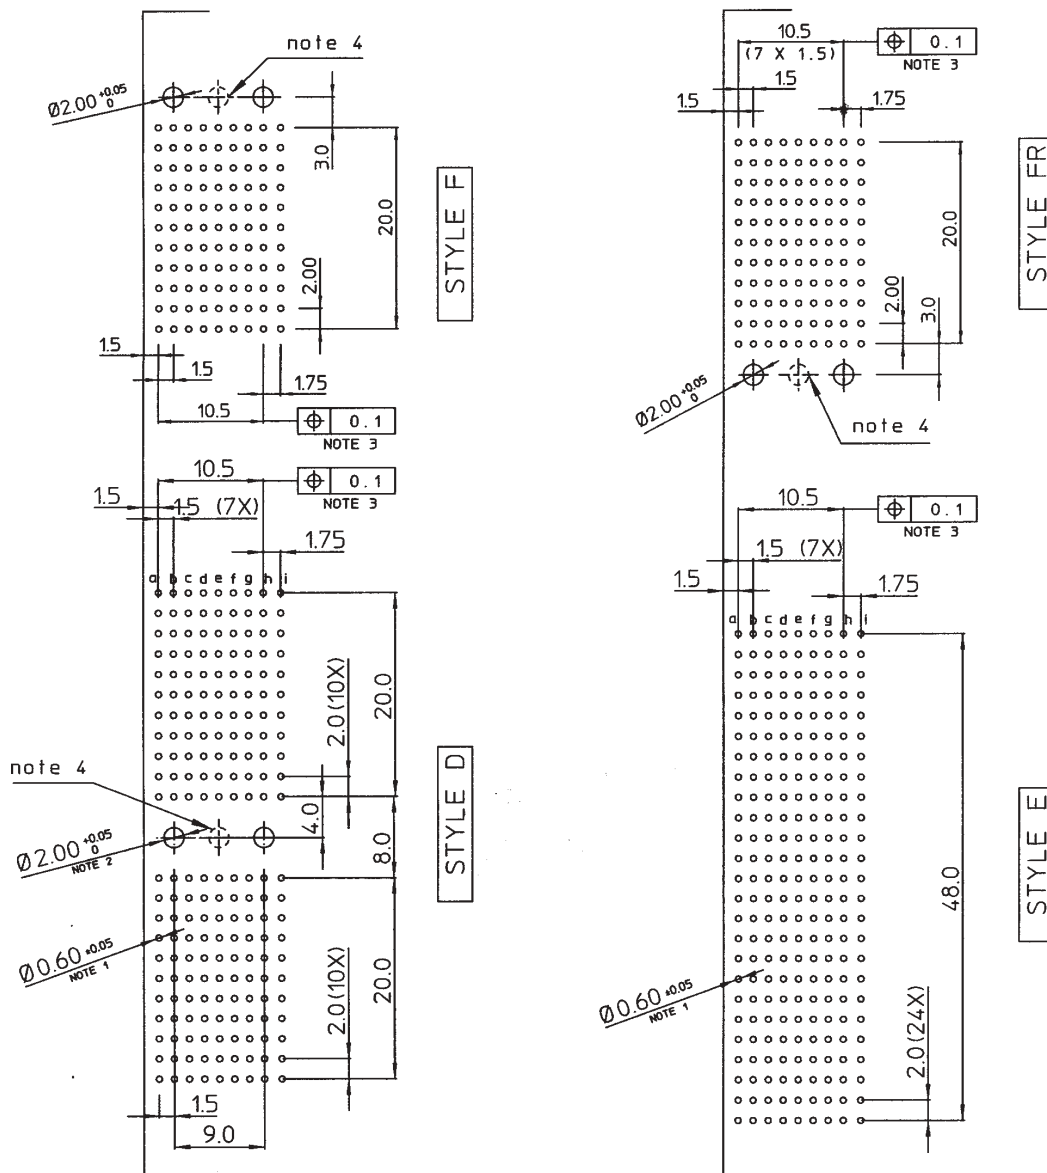 note 4
Ø2.00 +0.05 0
3.0
20.0
2.00
1.5
1.5
1.75
10.5
0.1
NOTE 3
STYLE F
10.5
(7 X 1.5)
0.1
NOTE 3
1.5
1.5
1.75
20.0
2.00
3.0
Ø2.00 +0.05 0
note 4
STYLE FR
10.5
0.1
NOTE 3
1.5
1.5 (7X)
1.75
a b c d e f g h i
2.0(10X)
20.0
note 4
4.0
8.0
Ø2.00 +0.05 0
NOTE 2
Ø0.60 ±0.05
NOTE 1
2.0(10X)
20.0
1.5
9.0
STYLE D
10.5
0.1
NOTE 3
1.5 (7X)
1.5
1.75
a b c d e f g h i
48.0
Ø0.60 ±0.05
NOTE 1
2.0(24X)
STYLE E